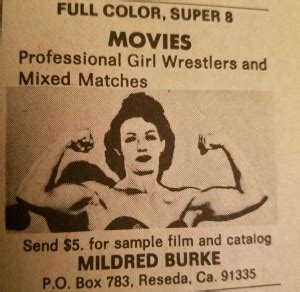 FULL COLOR, SUPER 8
MOVIES
Professional Girl Wrestlers and
Mixed Matches
Send $5. for sample film and catalog
MILDRED BURKE
P.O. Box 783, Reseda, Ca. 91335